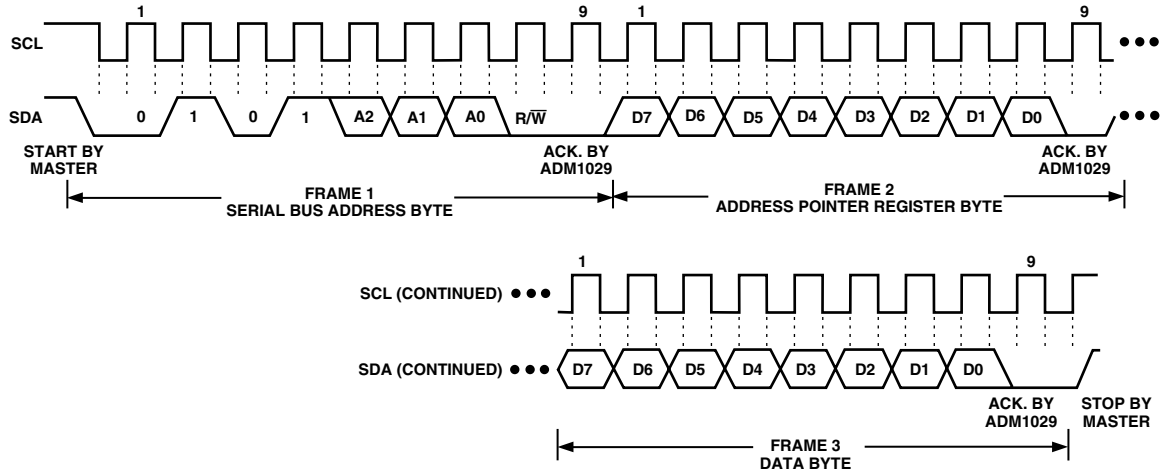 1 9 1 9
SCL
SDA 0 1 0 1 A2 A1 A0 R/W̅ D7 D6 D5 D4 D3 D2 D1 D0
START BY
MASTER
ACK. BY
ADM1029
ACK. BY
ADM1029
FRAME 1
SERIAL BUS ADDRESS BYTE
FRAME 2
ADDRESS POINTER REGISTER BYTE
1 9
SCL (CONTINUED)
SDA (CONTINUED) D7 D6 D5 D4 D3 D2 D1 D0
ACK. BY
ADM1029
STOP BY
MASTER
FRAME 3
DATA BYTE